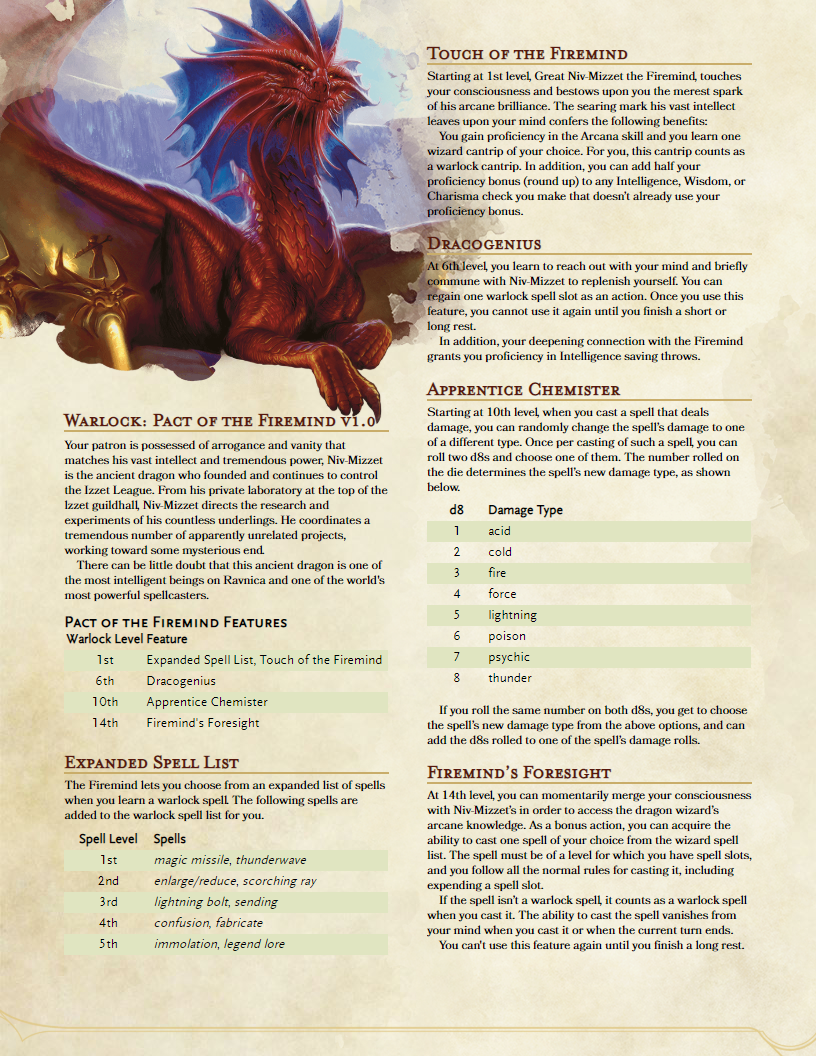 Warlock: Pact of the Firemind v1.0
Your patron is possessed of arrogance and vanity that
matches his vast intellect and tremendous power, Niv-Mizzet
is the ancient dragon who founded and continues to control
the Izzet League. From his private laboratory at the top of the
Izzet guildhall, Niv-Mizzet directs the research and
experiments of his countless underlings. He coordinates a
tremendous number of apparently unrelated projects,
working toward some mysterious end.
There can be little doubt that this ancient dragon is one of
the most intelligent beings on Ravnica and one of the world's
most powerful spellcasters.
Pact of the Firemind Features
Warlock Level Feature
1st Expanded Spell List, Touch of the Firemind
6th Dracogenius
10th Apprentice Chemister
14th Firemind's Foresight
Expanded Spell List
The Firemind lets you choose from an expanded list of spells
when you learn a warlock spell. The following spells are
added to the warlock spell list for you.
Spell Level Spells
1st magic missile, thunderwave
2nd enlarge/reduce, scorching ray
3rd lightning bolt, sending
4th confusion, fabricate
5th immolation, legend lore
Touch of the Firemind
Starting at 1st level, Great Niv-Mizzet the Firemind, touches
your consciousness and bestows upon you the merest spark
of his arcane brilliance. The searing mark his vast intellect
leaves upon your mind confers the following benefits:
You gain proficiency in the Arcana skill and you learn one
wizard cantrip of your choice. For you, this cantrip counts as
a warlock cantrip. In addition, you can add half your
proficiency bonus (round up) to any Intelligence, Wisdom, or
Charisma check you make that doesn't already use your
proficiency bonus.
Dracogenius
At 6th level, you learn to reach out with your mind and briefly
commune with Niv-Mizzet to replenish yourself. You can
regain one warlock spell slot as an action. Once you use this
feature, you cannot use it again until you finish a short or
long rest.
In addition, your deepening connection with the Firemind
grants you proficiency in Intelligence saving throws.
Apprentice Chemister
Starting at 10th level, when you cast a spell that deals
damage, you can randomly change the spell's damage to one
of a different type. Once per casting of such a spell, you can
roll two d8s and choose one of them. The number rolled on
the die determines the spell's new damage type, as shown
below.
d8 Damage Type
1 acid
2 cold
3 fire
4 force
5 lightning
6 poison
7 psychic
8 thunder
If you roll the same number on both d8s, you get to choose
the spell's new damage type from the above options, and can
add the d8s rolled to one of the spell's damage rolls.
Firemind's Foresight
At 14th level, you can momentarily merge your consciousness
with Niv-Mizzet's in order to access the dragon wizard's
arcane knowledge. As a bonus action, you can acquire the
ability to cast one spell of your choice from the wizard spell
list. The spell must be of a level for which you have spell slots,
and you follow all the normal rules for casting it, including
expending a spell slot.
If the spell isn't a warlock spell, it counts as a warlock spell
when you cast it. The ability to cast the spell vanishes from
your mind when you cast it or when the current turn ends.
You can't use this feature again until you finish a long rest.